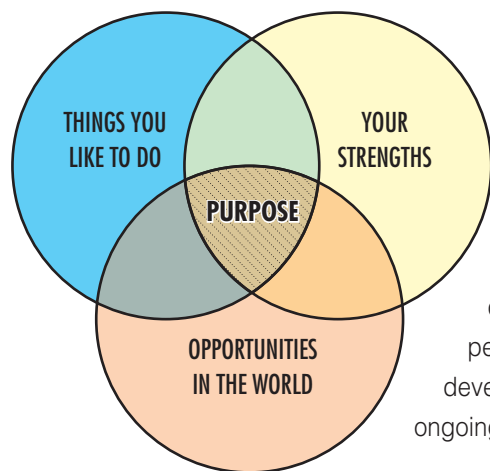 THINGS YOU
LIKE TO DO
YOUR
STRENGTHS
PURPOSE
OPPORTUNITIES
IN THE WORLD
pe
deve
ongoing